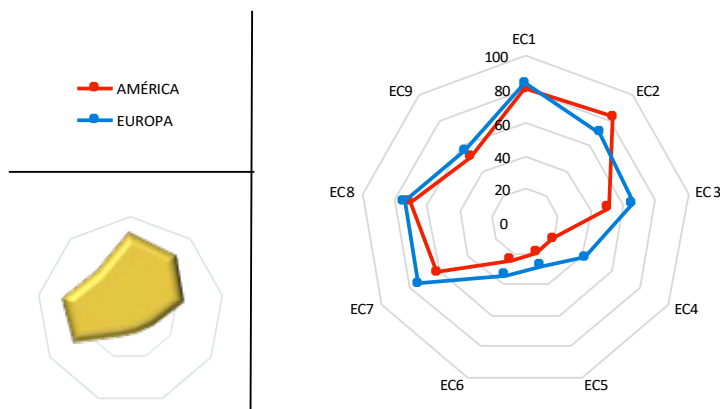 AMÉRICA
EUROPA
EC1
EC2
EC3
EC4
EC5
EC6
EC7
EC8
EC9
100
80
60
40
20
0